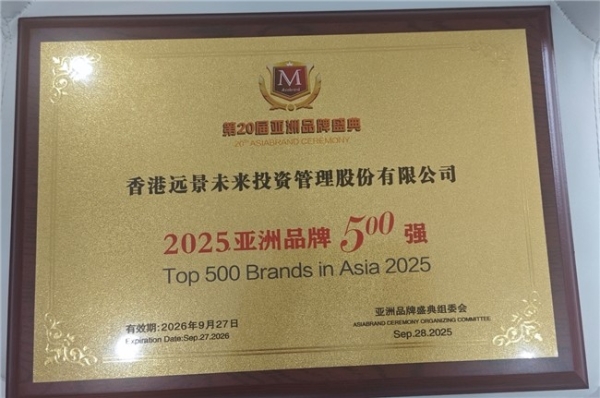 M
第20届亚洲品牌盛典
20TH ASIABRAND CEREMONY
香港远景未来投资管理股份有限公司
2025亚洲品牌500强
Top 500 Brands in Asia 2025
有效期:2026年9月27日
Expiration Date:Sep.27.2026
亚洲品牌盛典组委会
ASIABRAND CEREMONY ORGANIZING COMMITTEE
Sep.28.2025